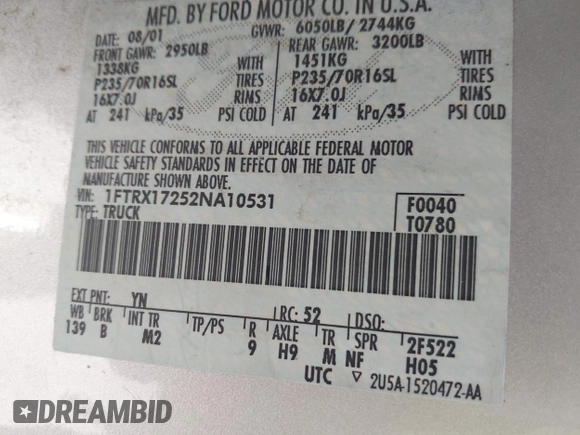 MFD. BY FORD MOTOR CO. IN U.S.A.
DATE: 08/01 GVWR: 6050LB/ 2744KG
FRONT GAWR: 2950LB REAR GAWR: 3200LB
1338KG WITH 1451KG WITH
P235/70R16SL TIRES P235/70R16SL TIRES
16X7.0J RIMS 16X7.0J RIMS
AT 241 kPa/35 PSI COLD AT 241 kPa/35 PSI COLD
THIS VEHICLE CONFORMS TO ALL APPLICABLE FEDERAL MOTOR
VEHICLE SAFETY STANDARDS IN EFFECT ON THE DATE OF
MANUFACTURE SHOWN ABOVE.
VIN: 1FTRX17252NA10531 F0040
TYPE: TRUCK T0780
EXT PNT: YN RC: 52 DSO:
WB BRK INT TR TP/PS R AXLE TR SPR 2F522
139 B M2 9 H9 M NF H05
UTC ▽ 2U5A-1520472-AA
DREAMBID